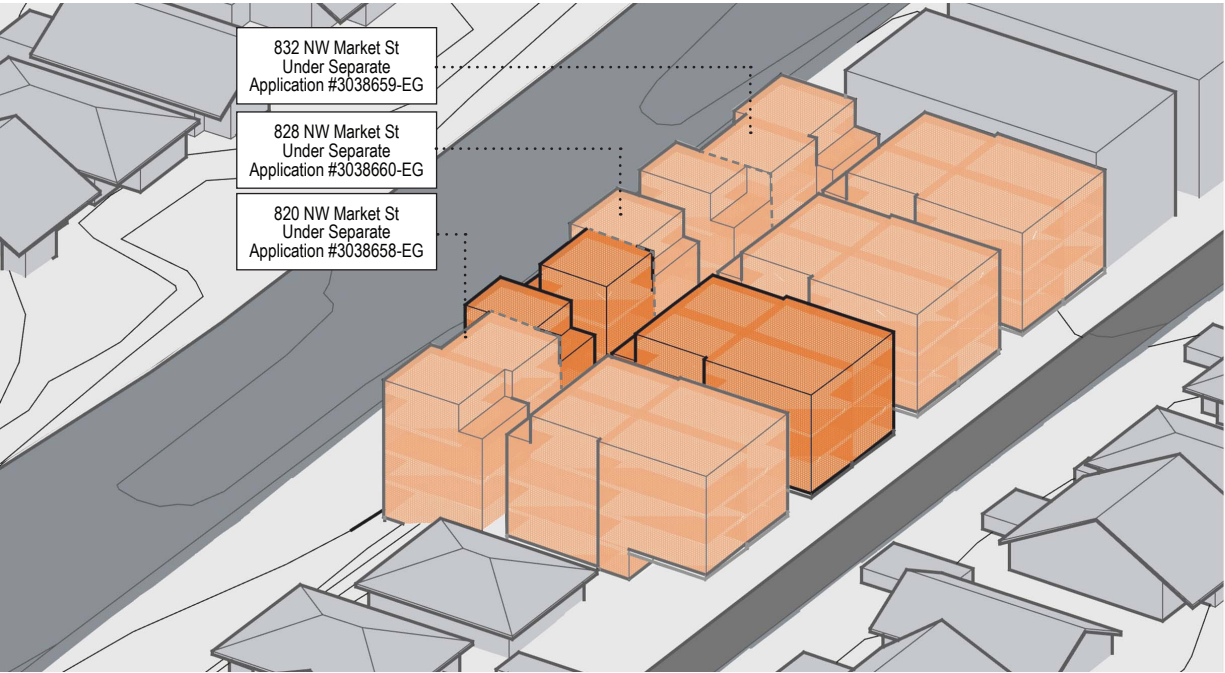 832 NW Market St
Under Separate
Application #3038659-EG
828 NW Market St
Under Separate
Application #3038660-EG
820 NW Market St
Under Separate
Application #3038658-EG